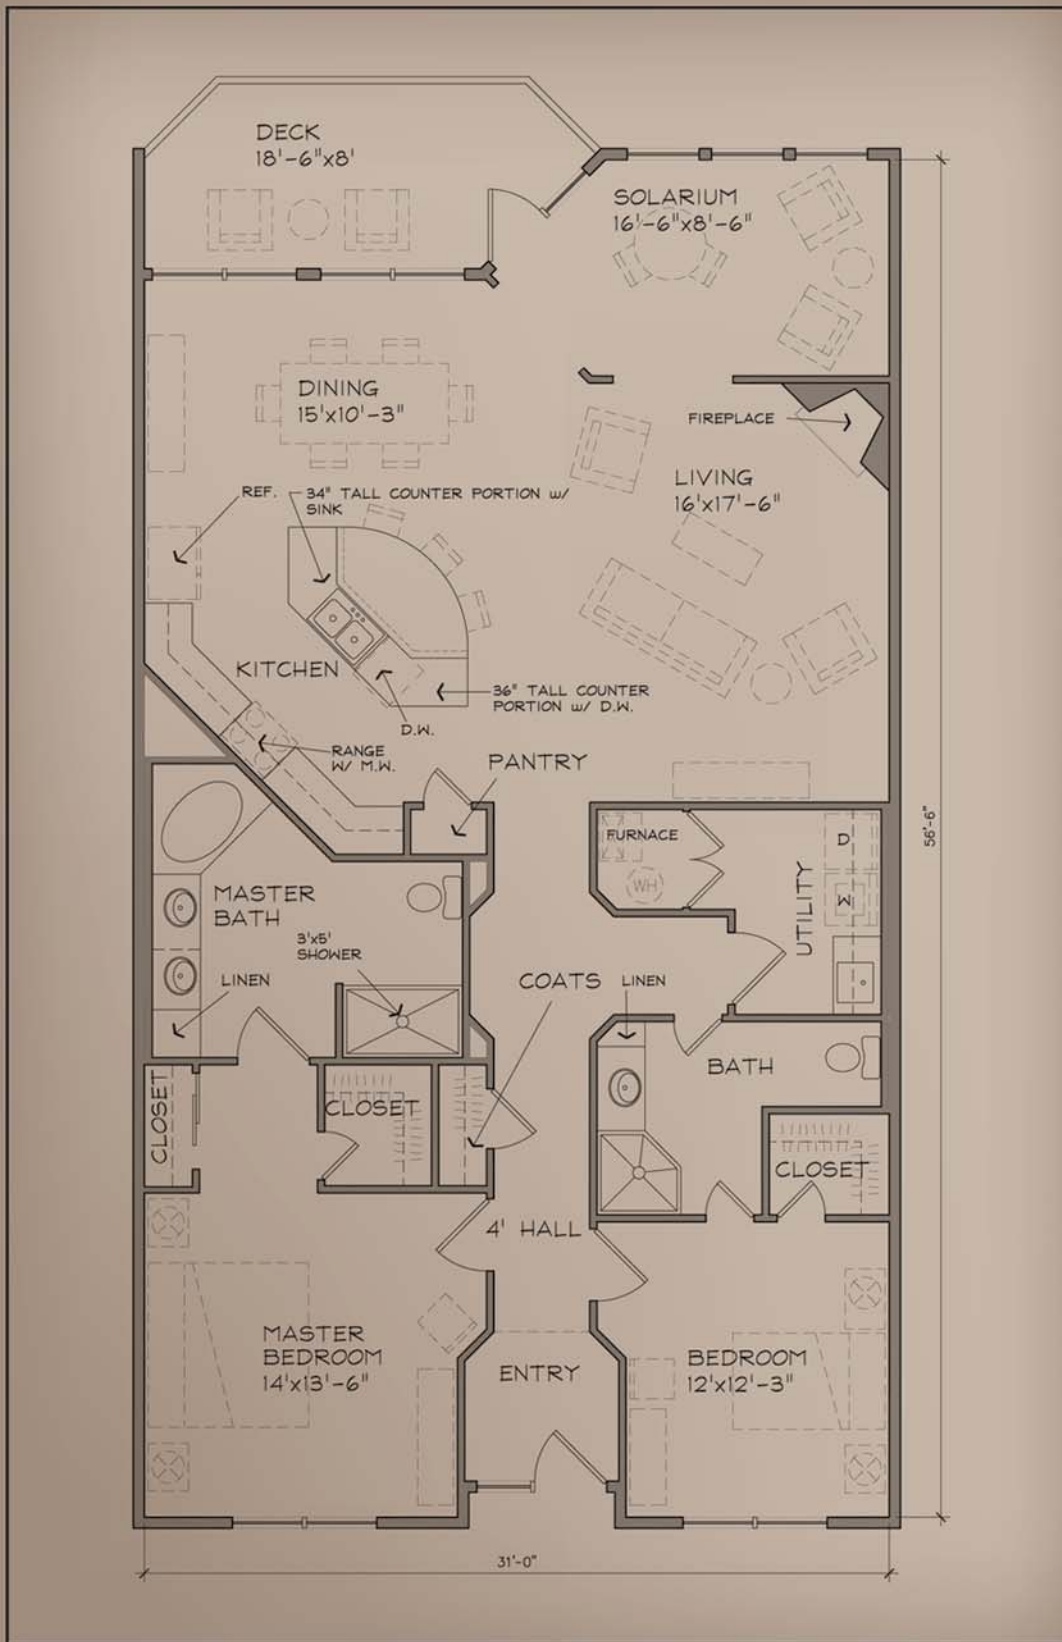 DECK
18'-6"x8'
SOLARIUM
16'-6"x8'-6"
DINING
15'x10'-3"
FIREPLACE
LIVING
16'x17'-6"
REF.
34" TALL COUNTER PORTION w/
SINK
KITCHEN
36" TALL COUNTER
PORTION w/ D.W.
D.W.
RANGE
W/ M.W.
PANTRY
FURNACE
D
WH
W
UTILITY
56'-6"
MASTER
BATH
3'x5'
SHOWER
LINEN
COATS
LINEN
BATH
CLOSET
CLOSET
CLOSET
4' HALL
MASTER
BEDROOM
14'x13'-6"
ENTRY
BEDROOM
12'x12'-3"
31'-0"